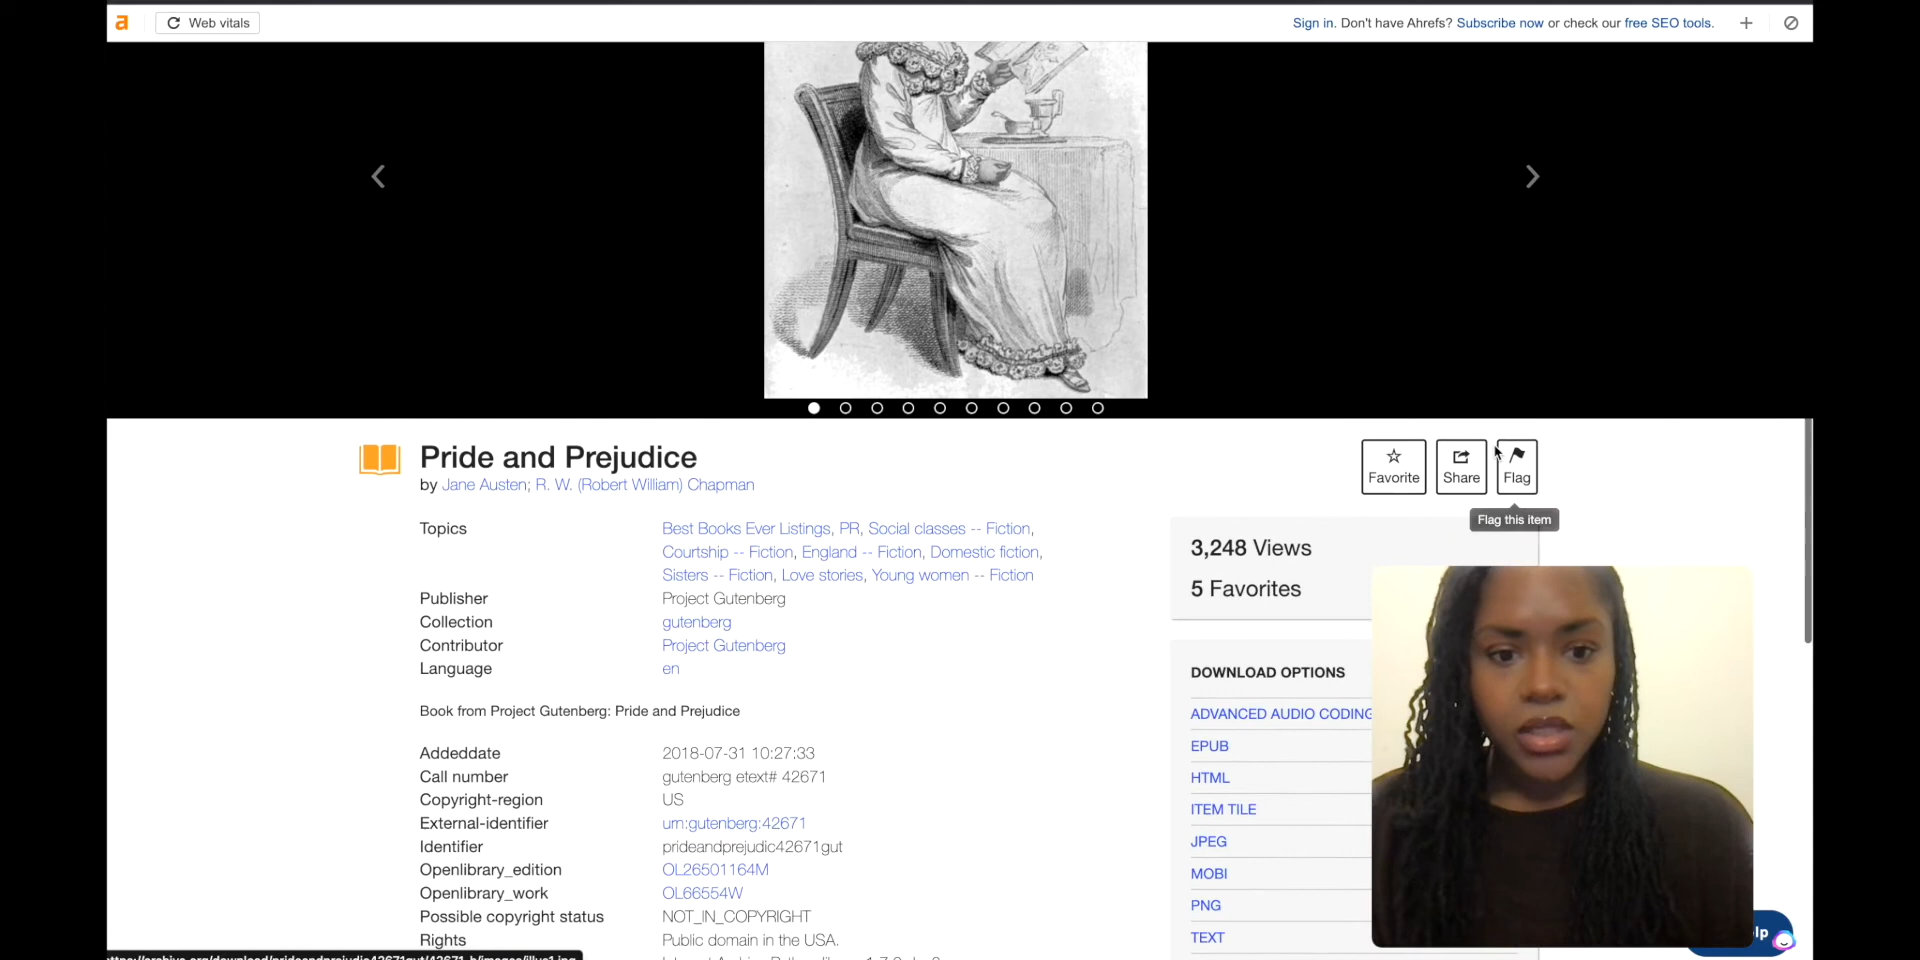 a Web vitals Sign in. Don't have Ahrefs? Subscribe now or check our free SEO tools.
Pride and Prejudice
by Jane Austen; R. W. (Robert William) Chapman
Favorite Share Flag
Flag this item
Topics Best Books Ever Listings, PR, Social classes -- Fiction,
Courtship -- Fiction, England -- Fiction, Domestic fiction,
Sisters -- Fiction, Love stories, Young women -- Fiction
Publisher Project Gutenberg
Collection gutenberg
Contributor Project Gutenberg
Language en
Book from Project Gutenberg: Pride and Prejudice
Addeddate 2018-07-31 10:27:33
Call number gutenberg etext# 42671
Copyright-region US
External-identifier urn:gutenberg:42671
Identifier prideandprejudic42671gut
Openlibrary_edition OL26501164M
Openlibrary_work OL66554W
Possible copyright status NOT_IN_COPYRIGHT
Rights Public domain in the USA.
3,248 Views
5 Favorites
DOWNLOAD OPTIONS
ADVANCED AUDIO CODING
EPUB
HTML
ITEM TILE
JPEG
MOBI
PNG
TEXT
lp